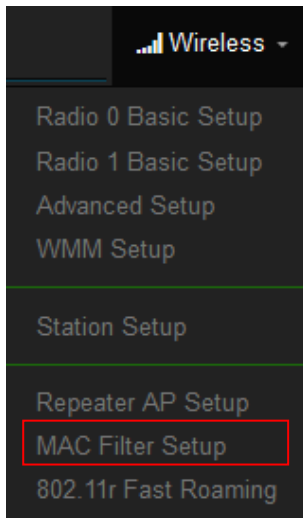 Wireless
Radio 0 Basic Setup
Radio 1 Basic Setup
Advanced Setup
WMM Setup
Station Setup
Repeater AP Setup
MAC Filter Setup
802.11r Fast Roaming